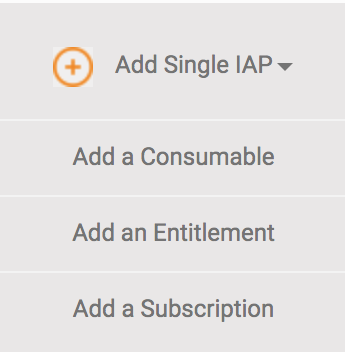 Add Single IAP
Add a Consumable
Add an Entitlement
Add a Subscription